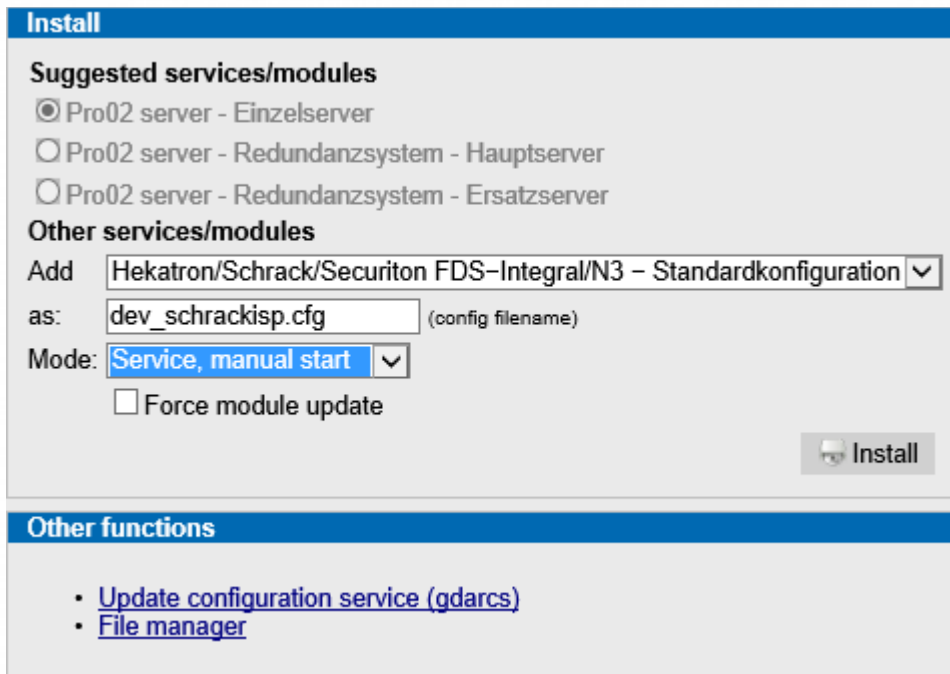 Install
Suggested services/modules
Pro02 server - Einzelserver
Pro02 server - Redundanzsystem - Hauptserver
Pro02 server - Redundanzsystem - Ersatzserver
Other services/modules
Add Hekatron/Schrack/Securiton FDS-Integral/N3 - Standardkonfiguration
as: dev_schrackisp.cfg (config filename)
Mode: Service, manual start
Force module update
Install
Other functions
• Update configuration service (gdarcs)
• File manager